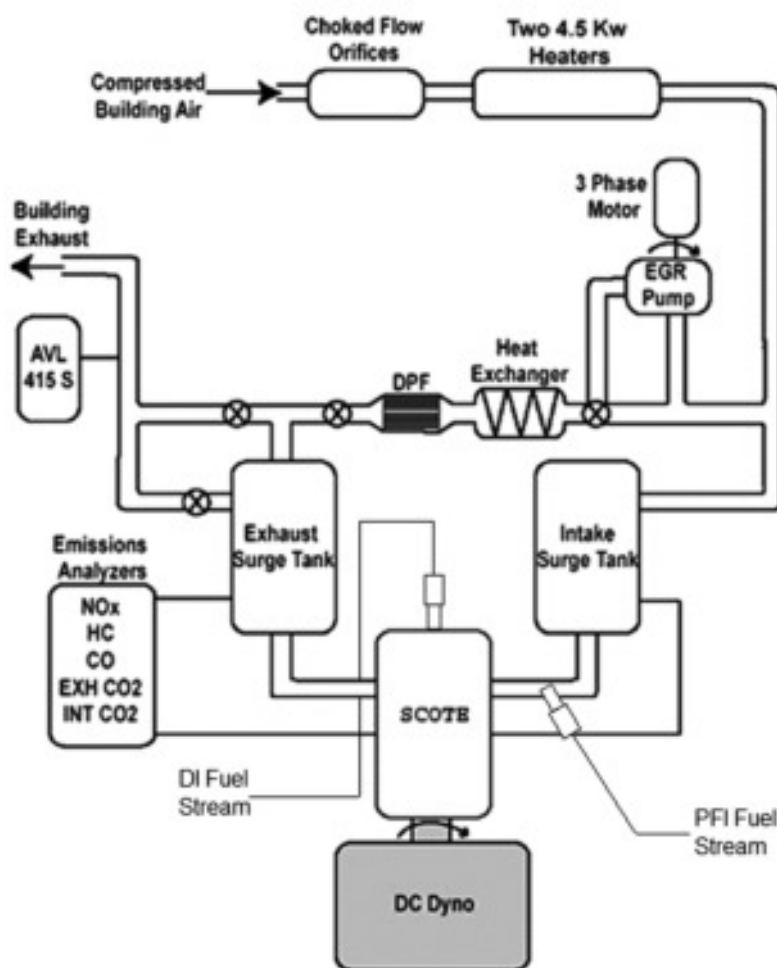 Choked Flow
Orifices
Two 4.5 Kw
Heaters
Compressed
Building Air
3 Phase
Motor
Building
Exhaust
EGR
Pump
AVL
415 S
DPF
Heat
Exchanger
Exhaust
Surge Tank
Intake
Surge Tank
Emissions
Analyzers
NOx
HC
CO
EXH CO2
INT CO2
SCOTE
DI Fuel
Stream
PFI Fuel
Stream
DC Dyno